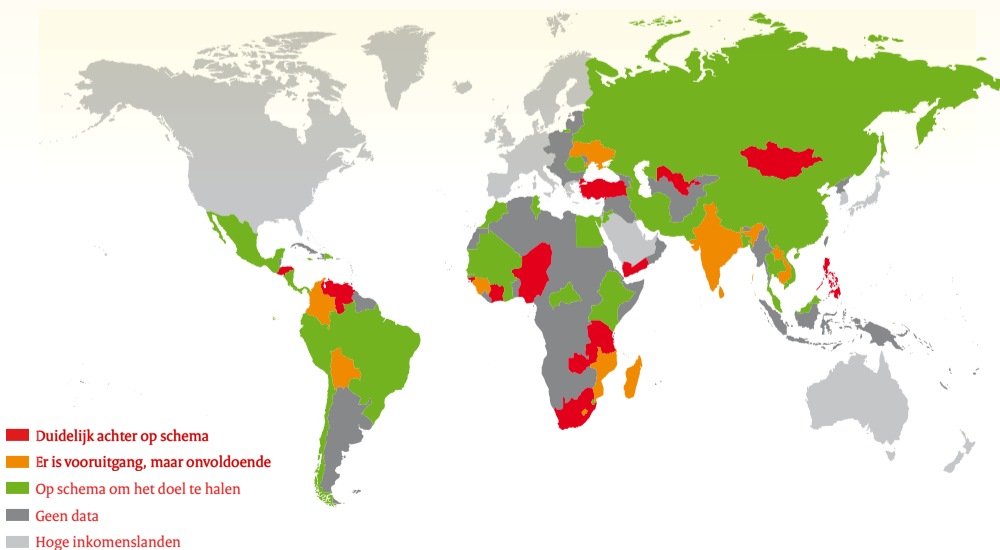 Duidelijk achter op schema
Er is vooruitgang, maar onvoldoende
Op schema om het doel te halen
Geen data
Hoge inkomenslanden